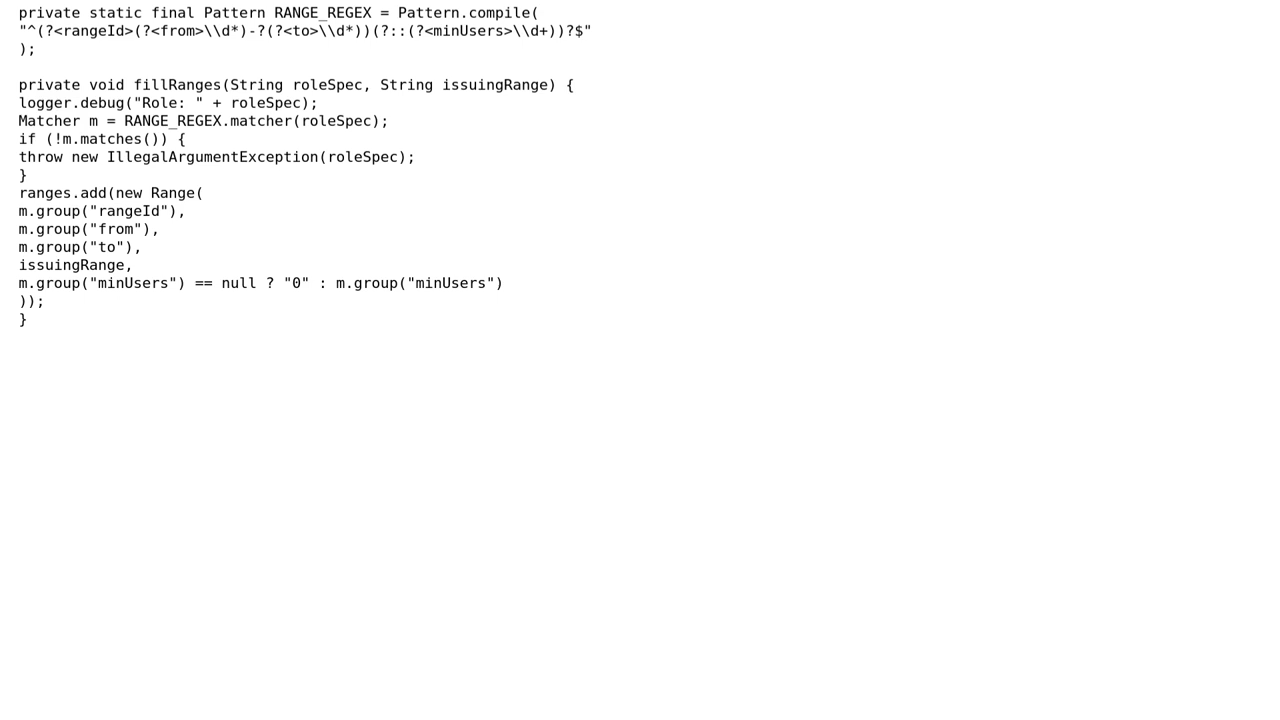 private static final Pattern RANGE_REGEX = Pattern.compile(
"^(?<rangeId>(?<from>\\d*)-?(?<to>\\d*))(?::(?<minUsers>\\d+))?$"
);

private void fillRanges(String roleSpec, String issuingRange) {
logger.debug("Role: " + roleSpec);
Matcher m = RANGE_REGEX.matcher(roleSpec);
if (!m.matches()) {
throw new IllegalArgumentException(roleSpec);
}
ranges.add(new Range(
m.group("rangeId"),
m.group("from"),
m.group("to"),
issuingRange,
m.group("minUsers") == null ? "0" : m.group("minUsers")
));
}